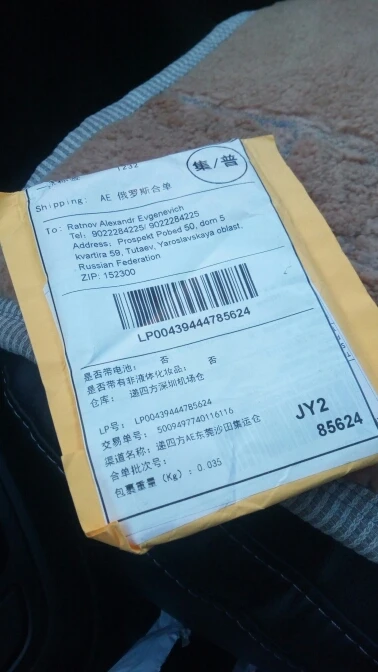 1232
集/普
Shipping: AE 俄罗斯合单
To: Ratnov Alexandr Evgenevich
Tel: 9022284225/ 9022284225
Address: Prospekt Pobed 50, dom 5
kvartira 59, Tutaev, Yaroslavskaya oblast,
Russian Federation
ZIP: 152300
LP00439444785624
是否带电池: 否
是否带有非液体化妆品: 否
仓库: 递四方深圳机场仓
LP号: LP00439444785624
交易单号: 5009497740116116
渠道名称: 递四方AE东莞沙田集运仓
合单批次号:
包裹重量(Kg): 0.035
JY2
85624